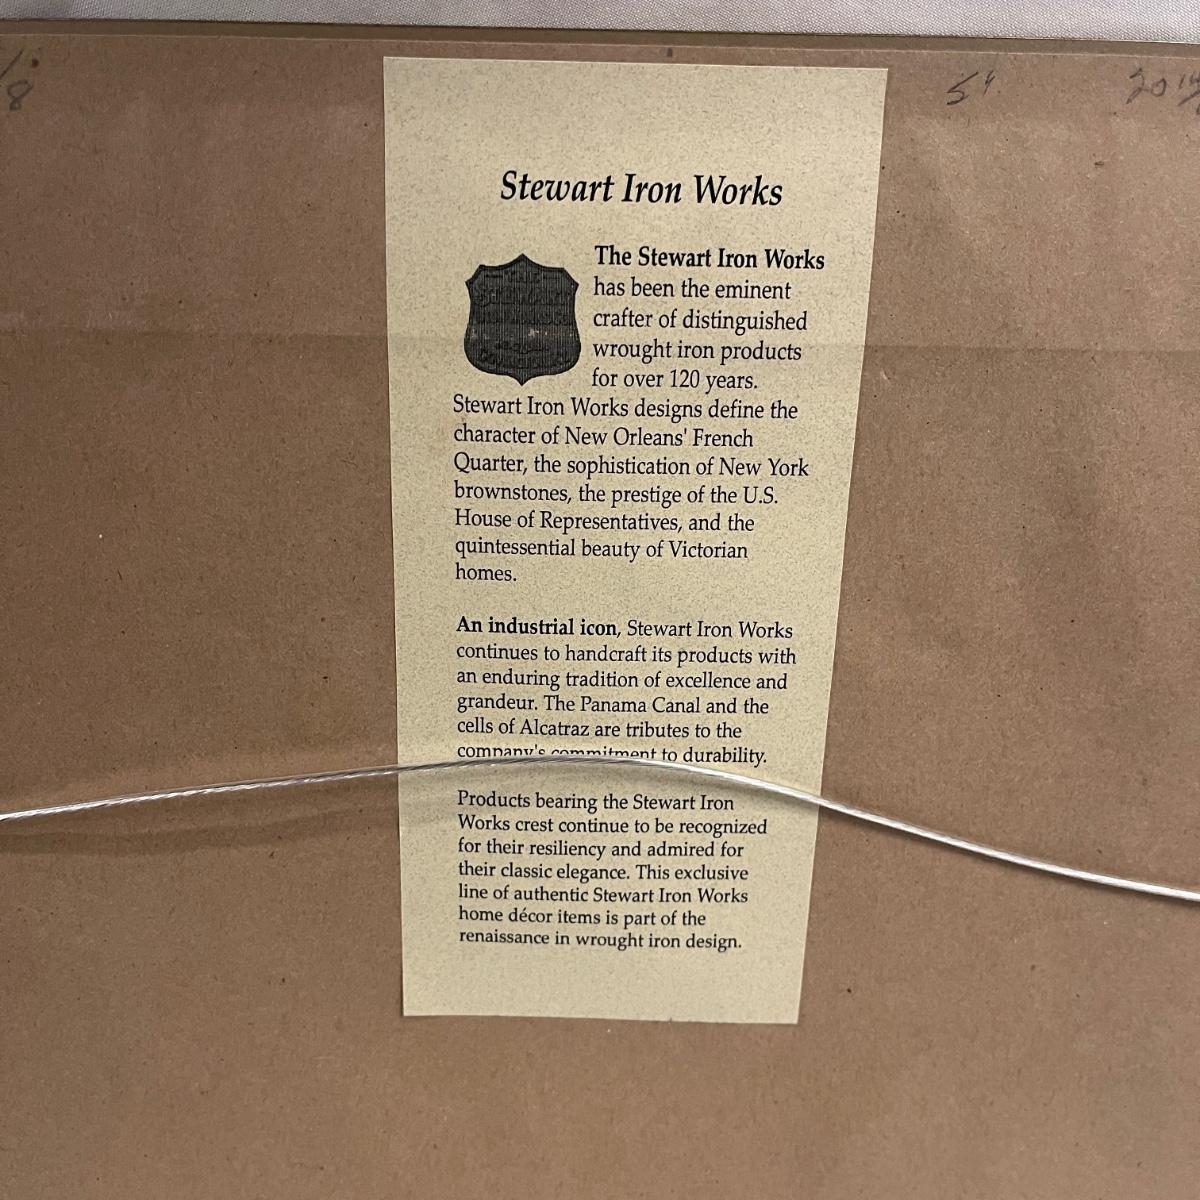 Stewart Iron Works
The Stewart Iron Works
has been the eminent
crafter of distinguished
wrought iron products
for over 120 years.
Stewart Iron Works designs define the
character of New Orleans' French
Quarter, the sophistication of New York
brownstones, the prestige of the U.S.
House of Representatives, and the
quintessential beauty of Victorian
homes.
An industrial icon, Stewart Iron Works
continues to handcraft its products with
an enduring tradition of excellence and
grandeur. The Panama Canal and the
cells of Alcatraz are tributes to the
company's commitment to durability.
Products bearing the Stewart Iron
Works crest continue to be recognized
for their resiliency and admired for
their classic elegance. This exclusive
line of authentic Stewart Iron Works
home décor items is part of the
renaissance in wrought iron design.